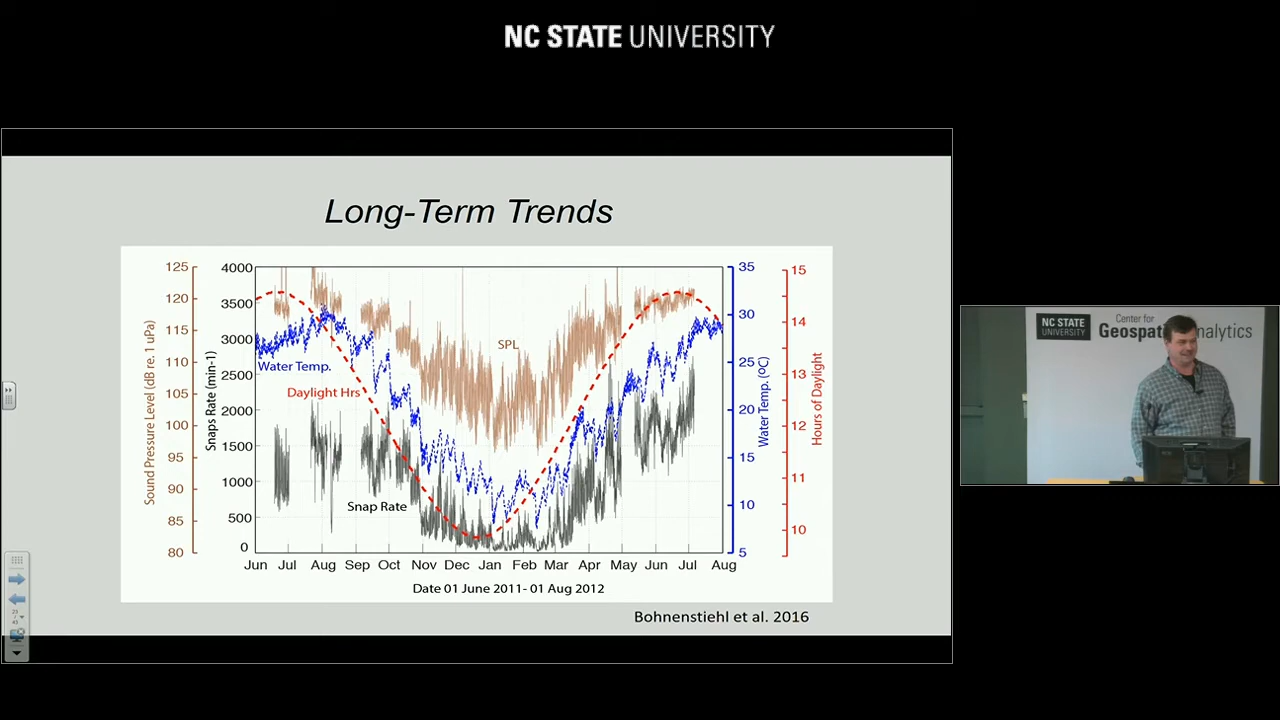 NC STATE UNIVERSITY
Long-Term Trends
125
120
115
110
105
100
95
90
85
80
Sound Pressure Level (dB re. 1 uPa)
4000
3500
3000
2500
2000
1500
1000
500
0
Snaps Rate (min-1)
SPL
Water Temp.
Daylight Hrs
Snap Rate
35
30
25
20
15
10
5
Water Temp. (ºC)
15
14
13
12
11
10
Hours of Daylight
Jun Jul Aug Sep Oct Nov Dec Jan Feb Mar Apr May Jun Jul Aug
Date 01 June 2011- 01 Aug 2012
Bohnenstiehl et al. 2016
NC STATE
UNIVERSITY
Center for